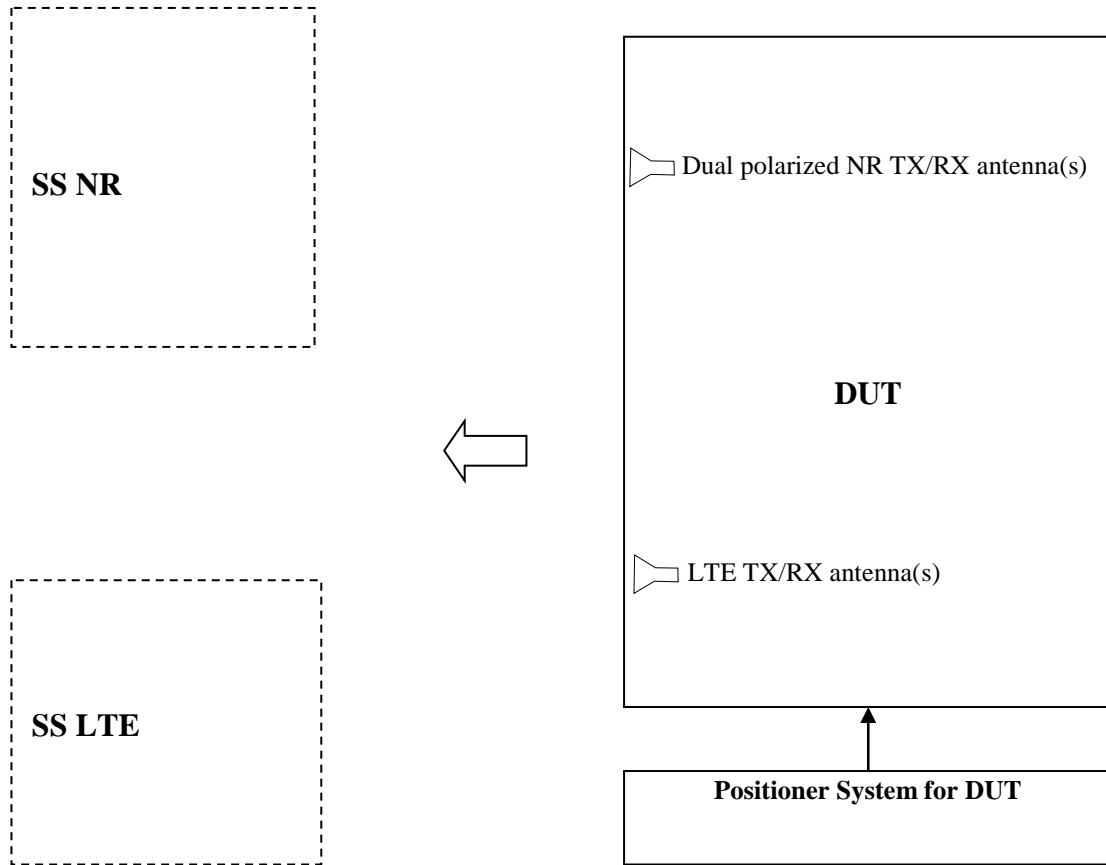 SS NR
Dual polarized NR TX/RX antenna(s)
DUT
LTE TX/RX antenna(s)
SS LTE
Positioner System for DUT